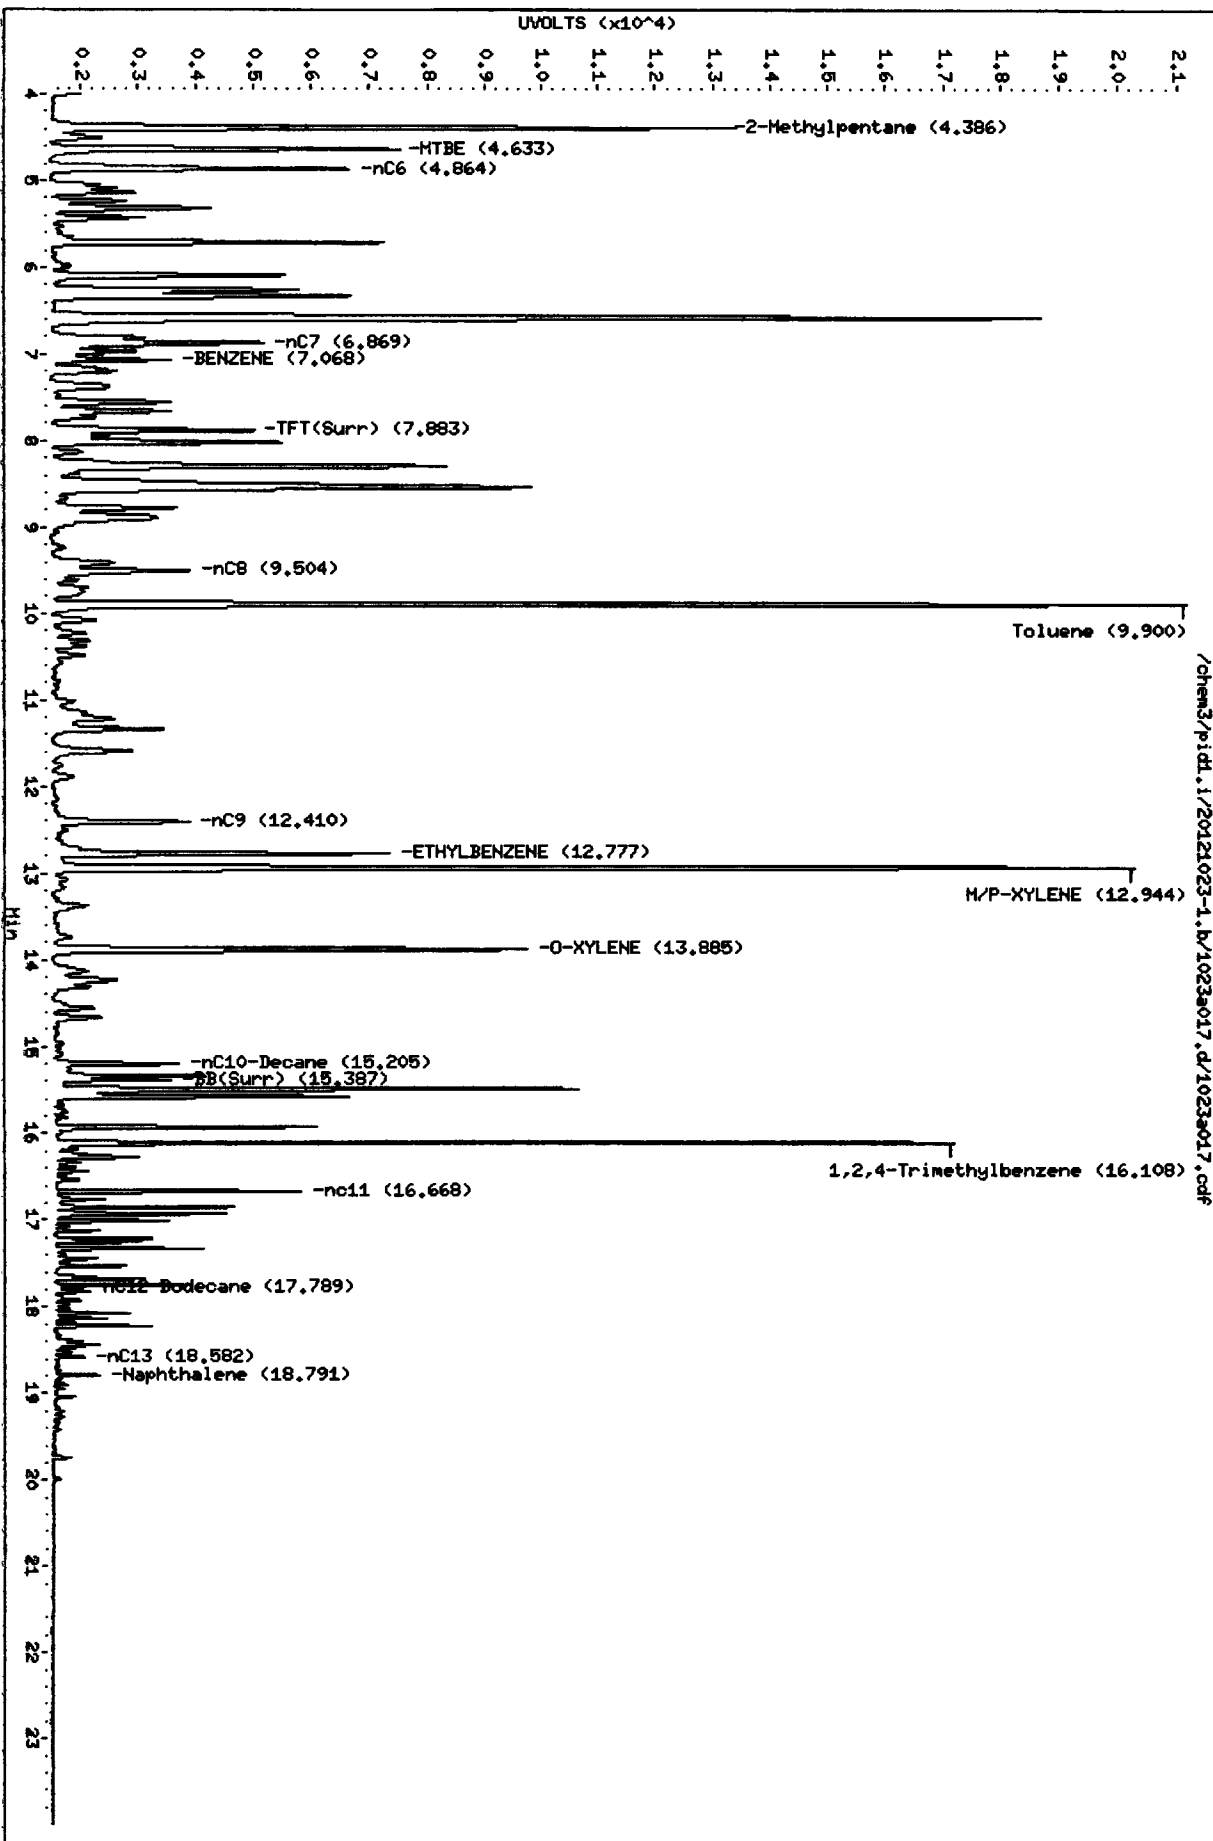 UVOLTS (x10^4)
0.2
0.3
0.4
0.5
0.6
0.7
0.8
0.9
1.0
1.1
1.2
1.3
1.4
1.5
1.6
1.7
1.8
1.9
2.0
2.1
/chem3/pid1.i/20121023-1.b/1023a017.d/1023a017.cdf
-2-Methylpentane (4.386)
-MTBE (4.633)
-nC6 (4.864)
-nC7 (6.869)
-BENZENE (7.068)
-TFT(Surr) (7.883)
-nC8 (9.504)
Toluene (9.900)
-nC9 (12.410)
-ETHYLBENZENE (12.777)
M/P-XYLENE (12.944)
-O-XYLENE (13.885)
-nC10-Decane (15.205)
-BB(Surr) (15.387)
1,2,4-Trimethylbenzene (16.108)
-nc11 (16.668)
-nC12-Dodecane (17.789)
-nC13 (18.582)
-Naphthalene (18.791)
4
5
6
7
8
9
10
11
12
13
14
15
16
17
18
19
20
21
22
23
Min